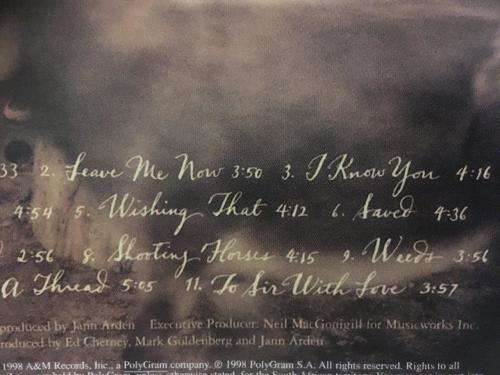 33 2. Leave Me Now 3:50 3. I Know You 4:16
4:54 5. Wishing That 4:12 6. Saved 4:36
2:56 8. Shooting Horses 4:15 9. Weeds 3:56
A Thread 5:05 11. To Sir With Love 3:57
produced by Jann Arden Executive Producer: Neil MacGonigill for Musicworks Inc.
roduced by Ed Cherney, Mark Goldenberg and Jann Arden
1998 A&M Records, Inc., a PolyGram company. ℗ 1998 PolyGram S.A. All rights reserved. Rights to all